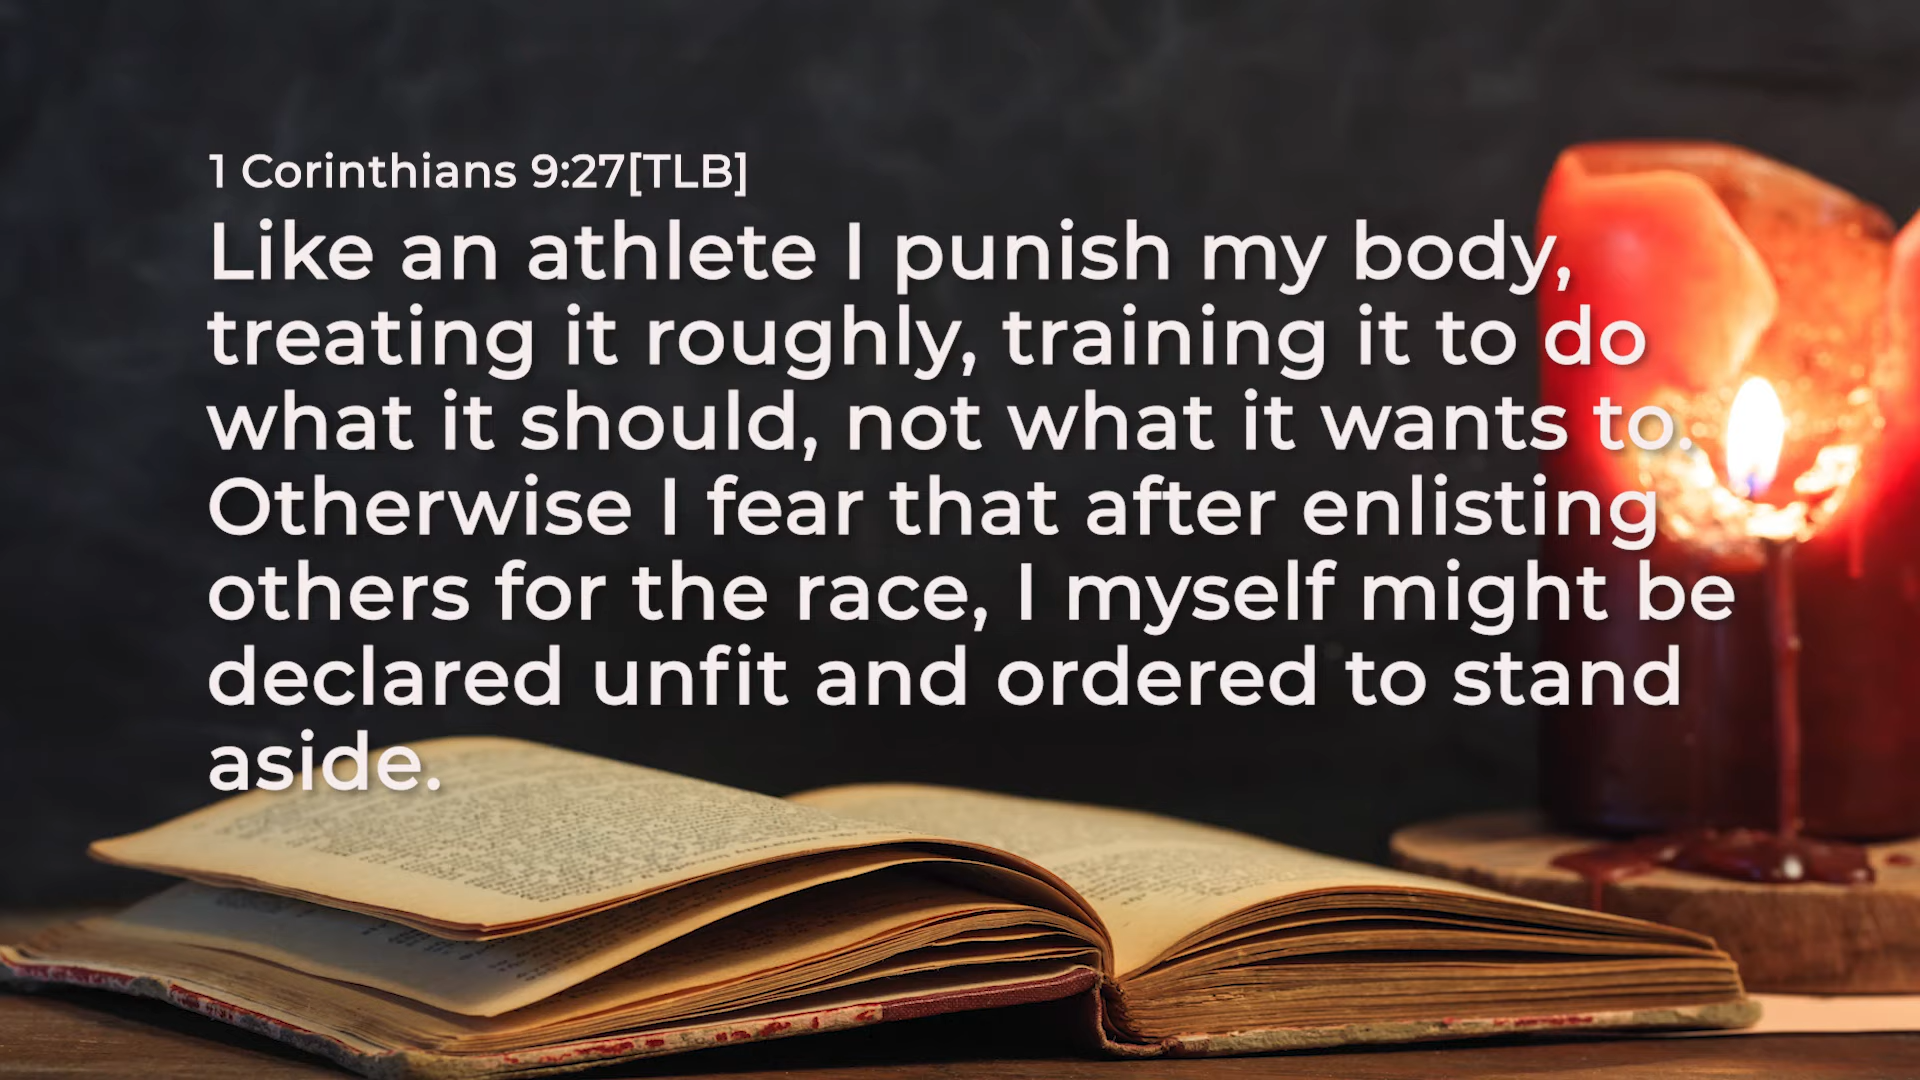 1 Corinthians 9:27[TLB]
Like an athlete I punish my body,
treating it roughly, training it to do
what it should, not what it wants to.
Otherwise I fear that after enlisting
others for the race, I myself might be
declared unfit and ordered to stand
aside.